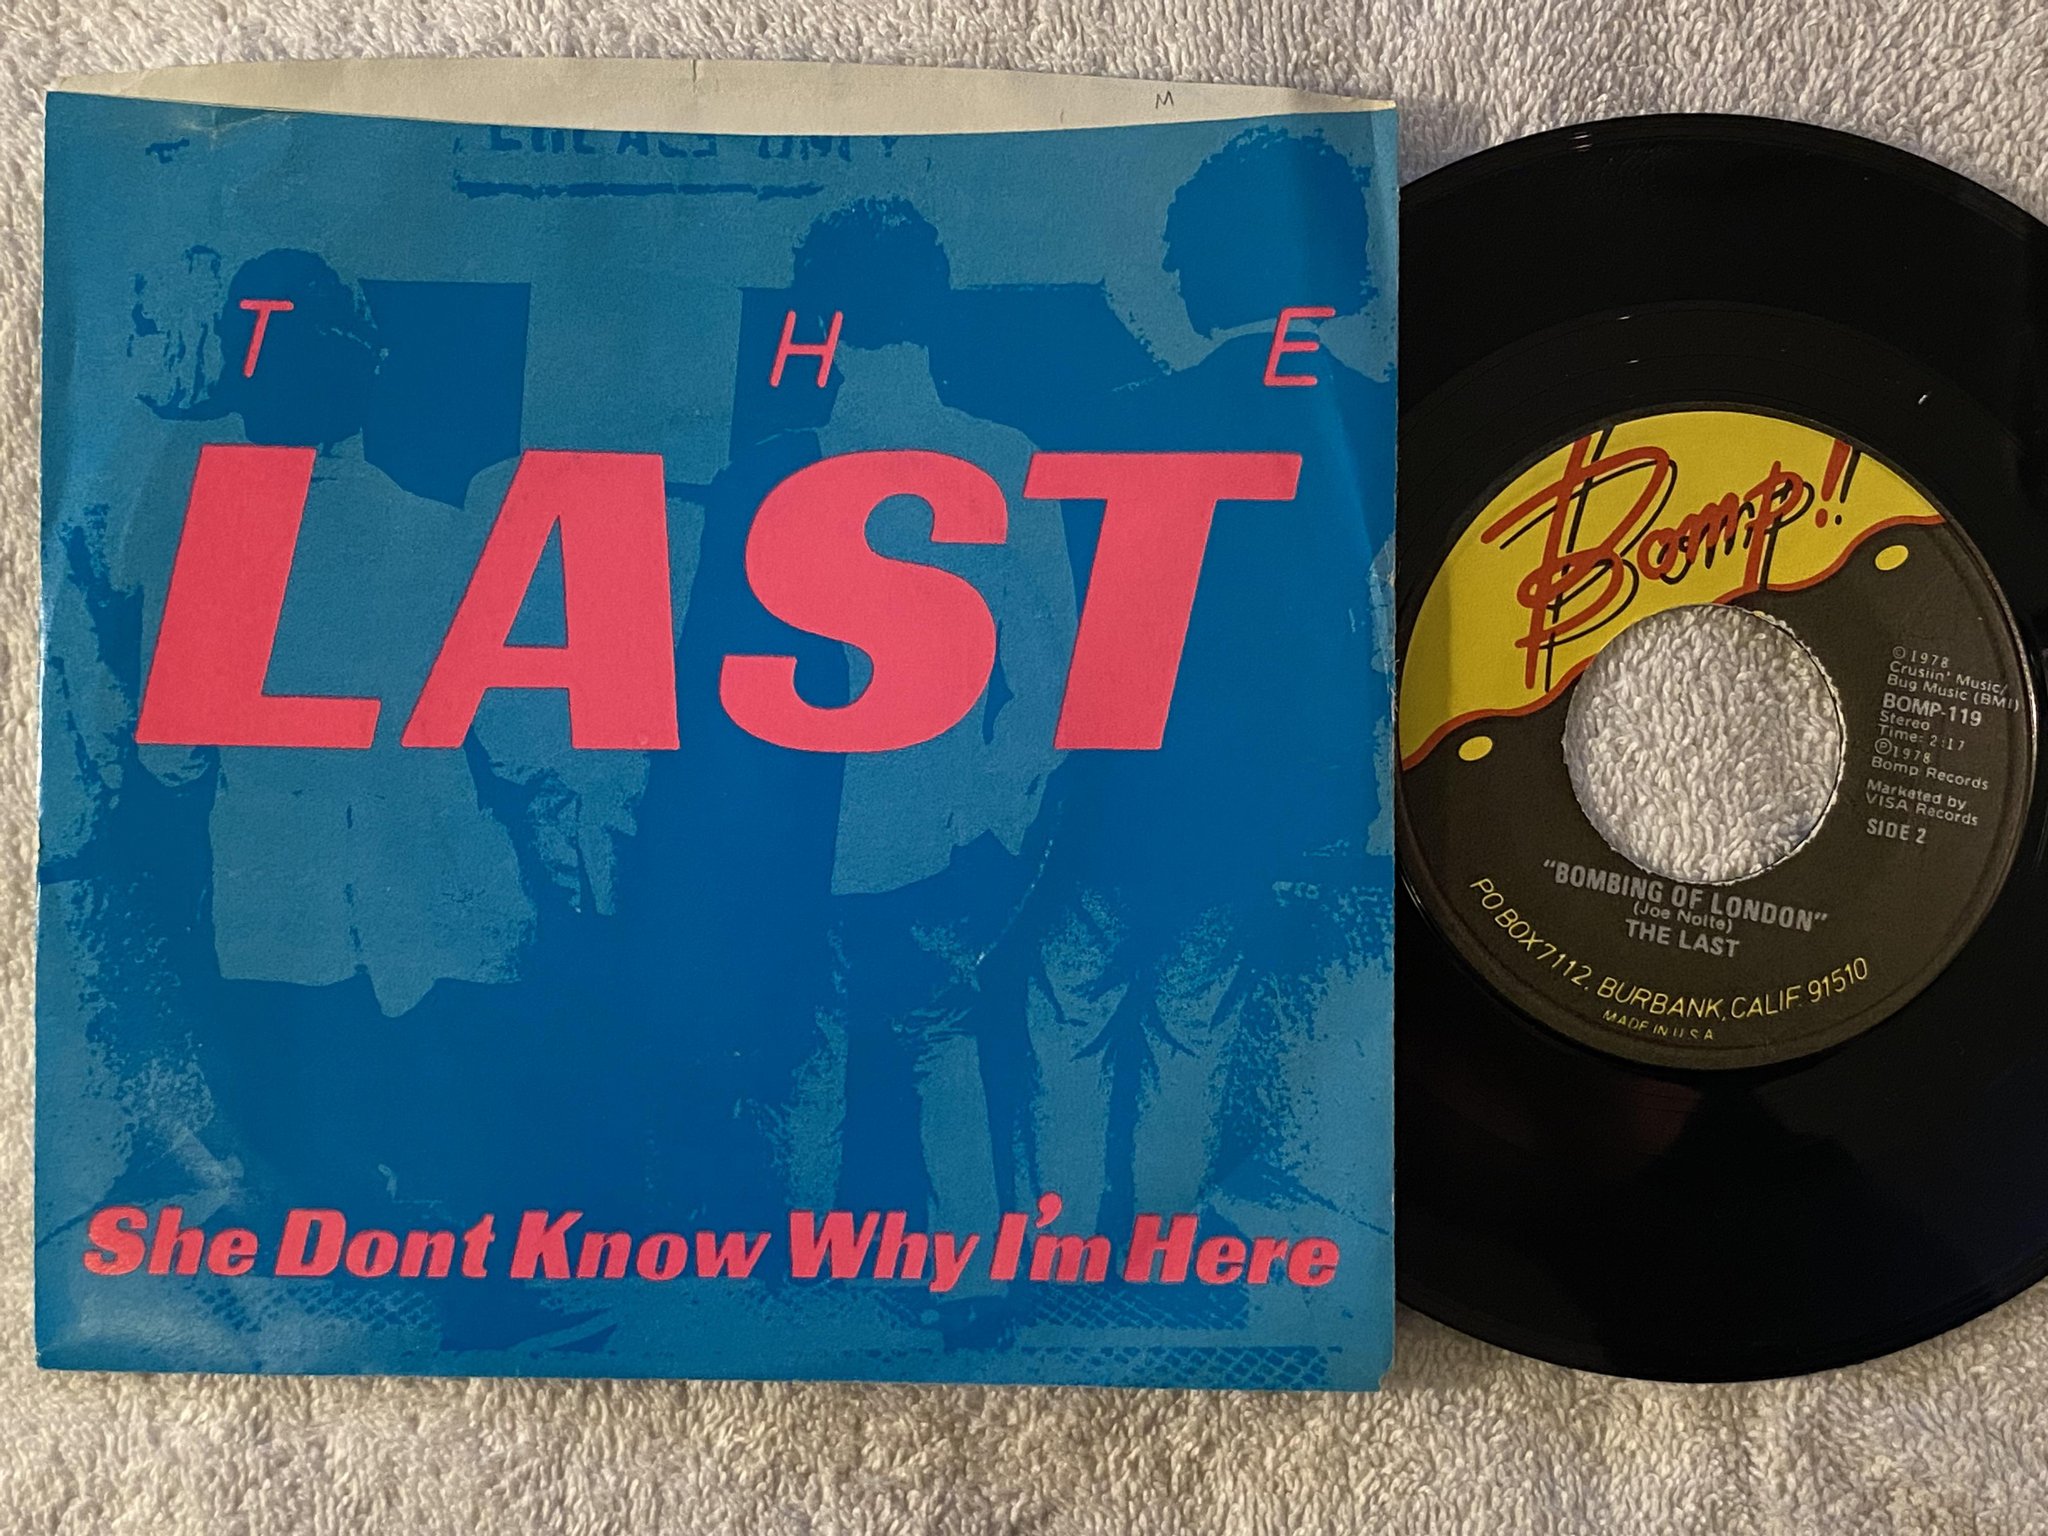 M
THE
LAST
She Dont Know Why I'm Here
Bomp!
©1978
Cruisin' Music/
Bug Music (BMI)
BOMP-119
Stereo
Time: 2:17
℗1978
Bomp Records
Marketed by
VISA Records
SIDE 2
"BOMBING OF LONDON"
(Joe Nolte)
THE LAST
PO BOX 7112, BURBANK, CALIF. 91510
MADE IN U.S.A.